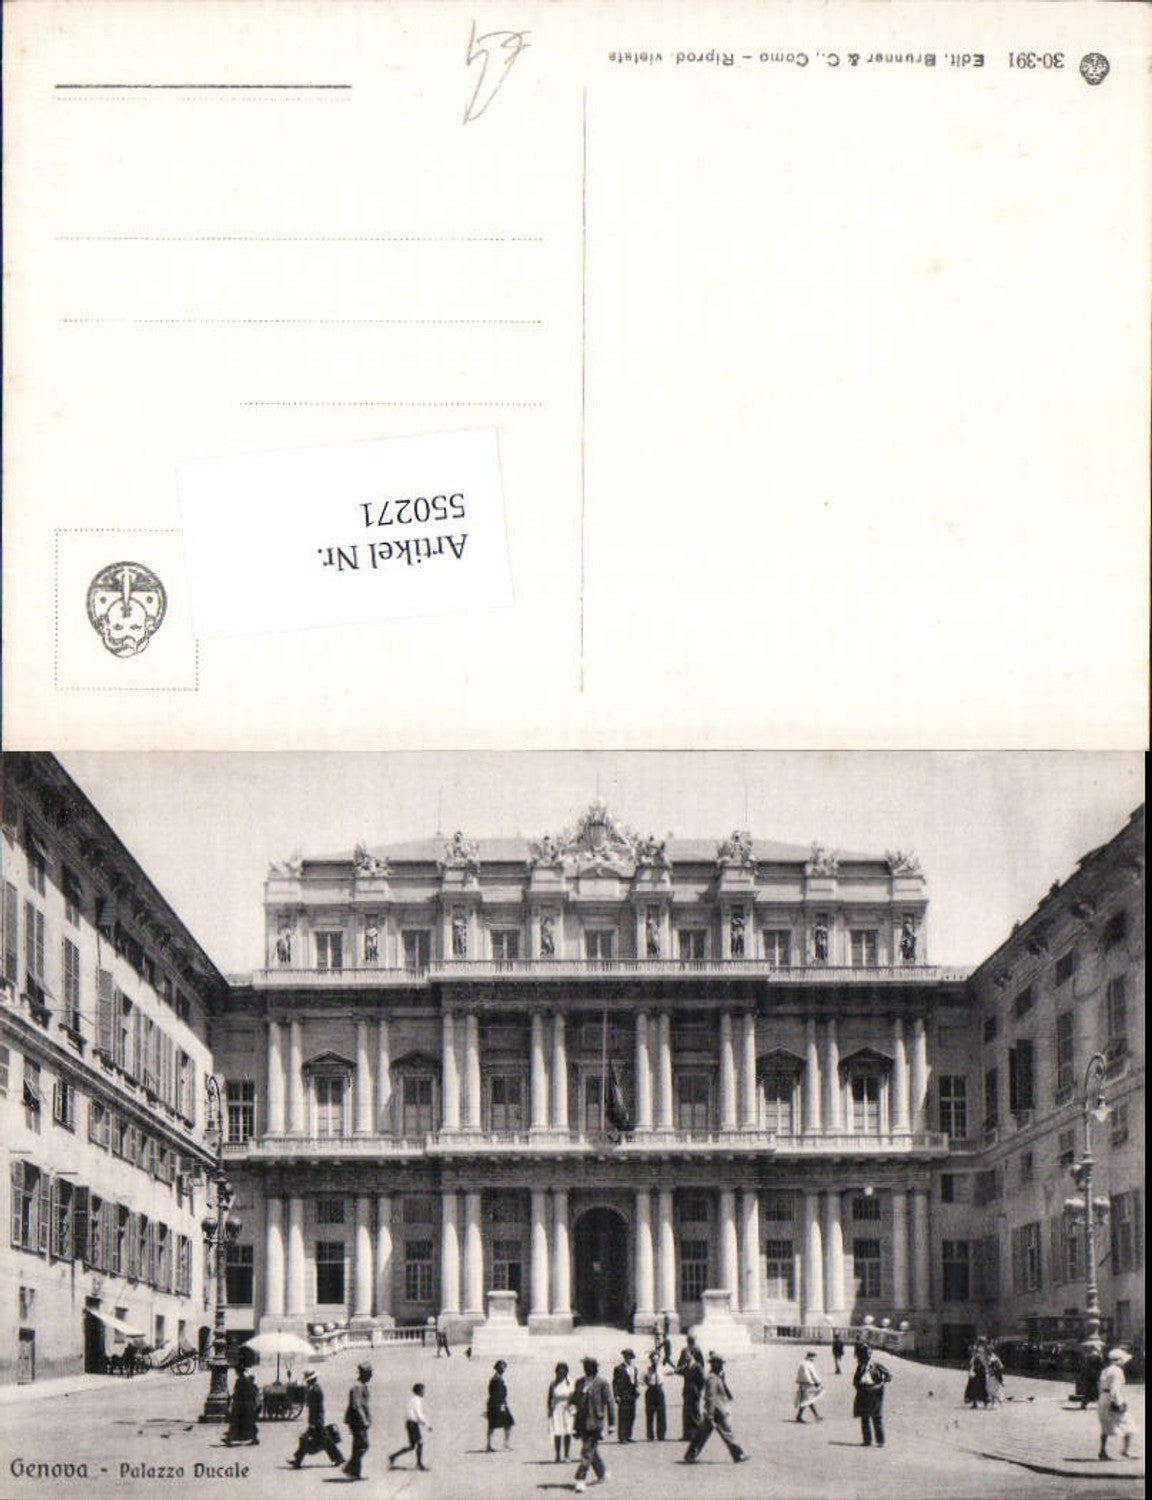 30-391 Edit. Brunner & C., Como – Riprod. vietata
Artikel Nr.
550271
Genova - Palazzo Ducale